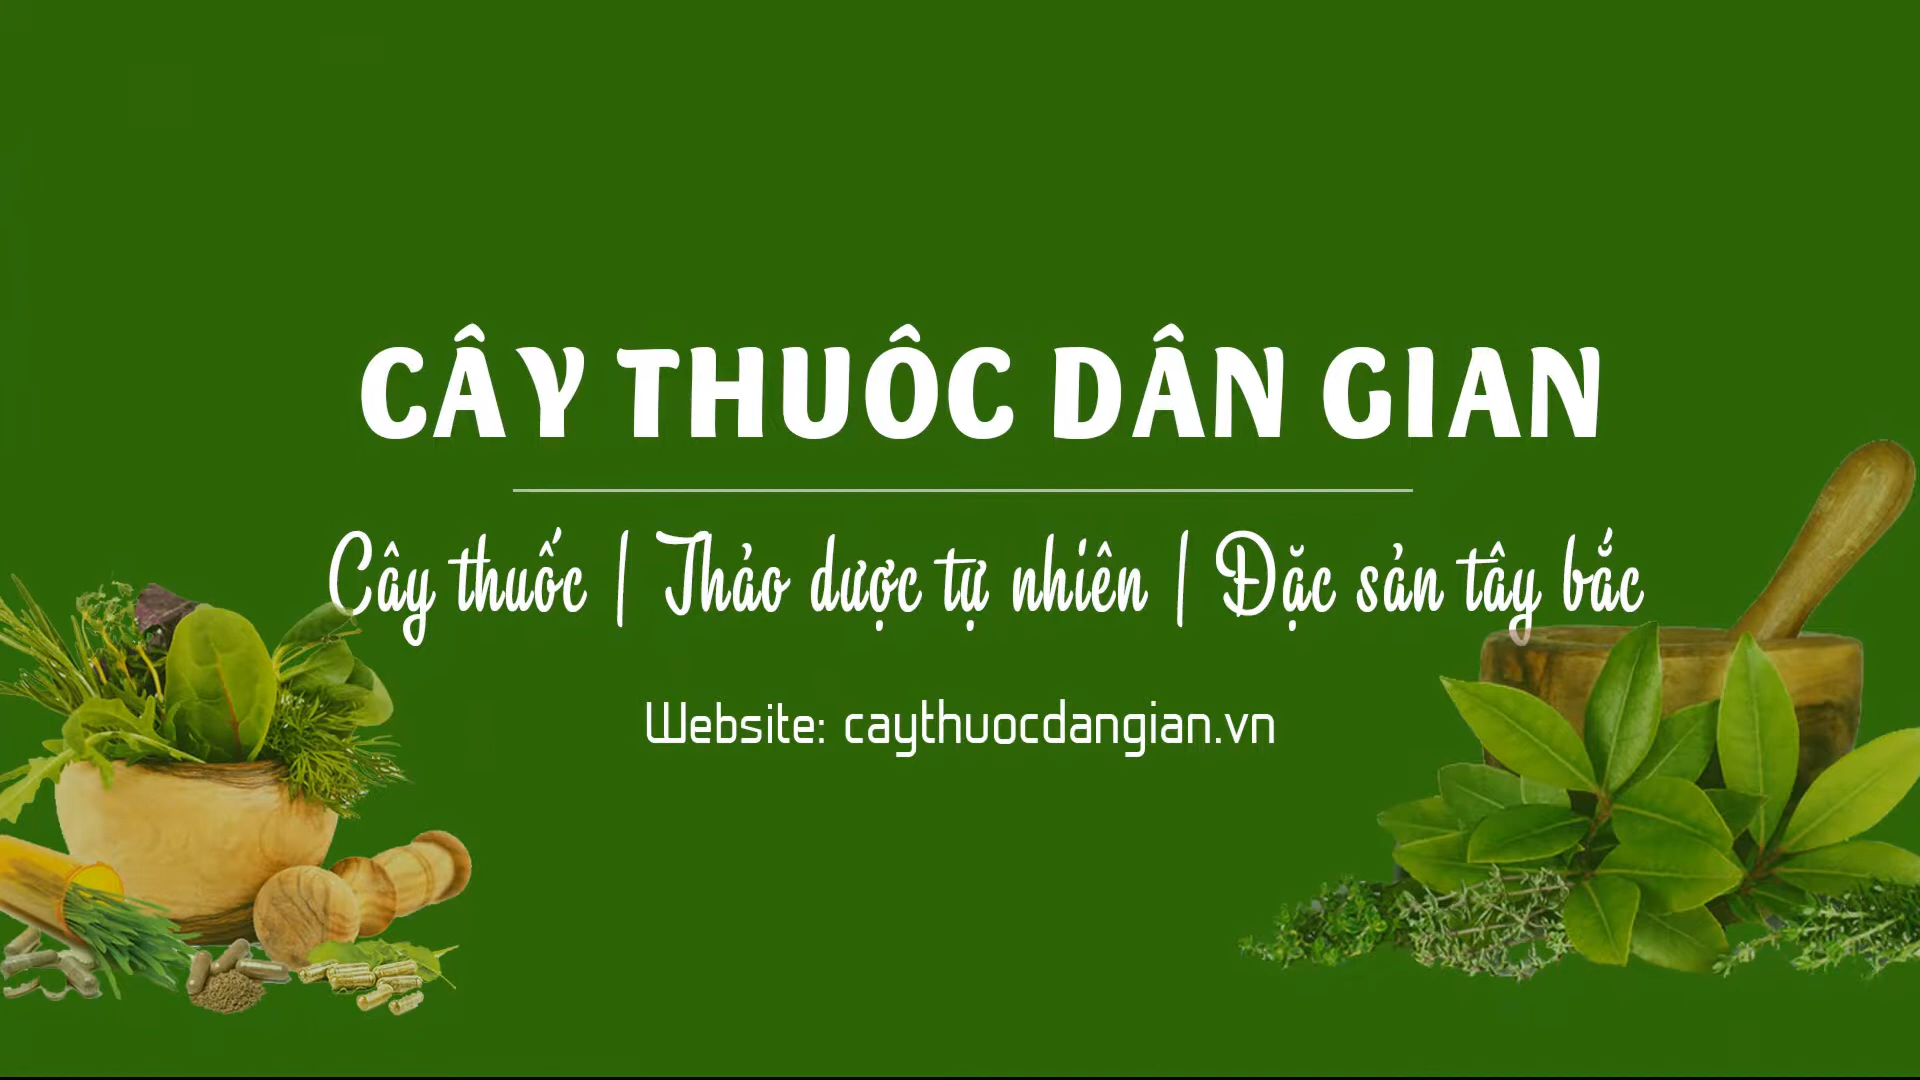 CÂY THUÔC DÂN GIAN
Cây thuốc | Thảo dược tự nhiên | Đặc sản tây bắc
Website: caythuocdangian.vn